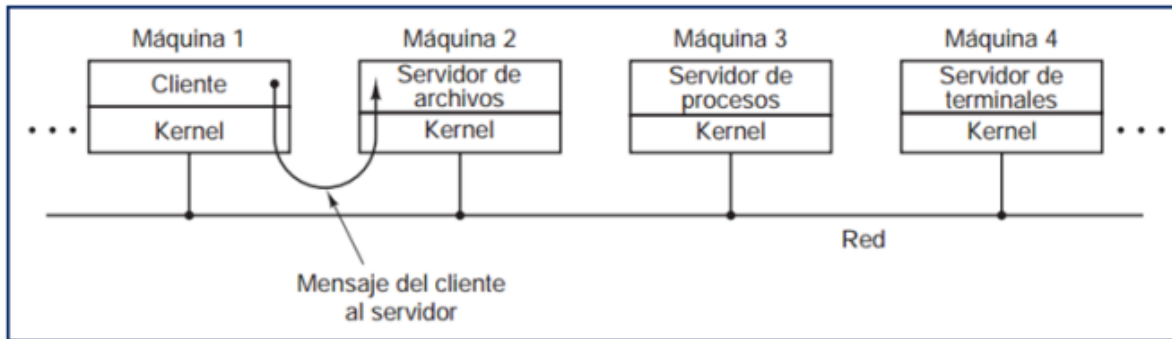 Máquina 1
Máquina 2
Máquina 3
Máquina 4
Cliente
Kernel
Servidor de
archivos
Kernel
Servidor de
procesos
Kernel
Servidor de
terminales
Kernel
Red
Mensaje del cliente
al servidor